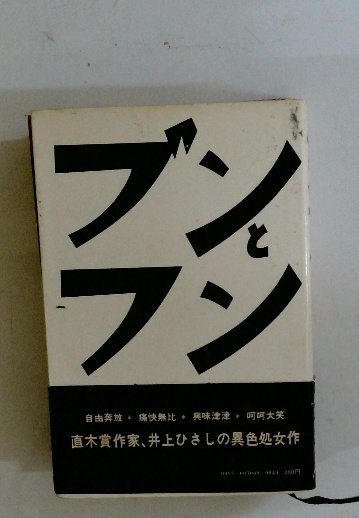 ブンとフン
自由奔放＊痛快無比＊興味津津＊呵呵大笑
直木賞作家、井上ひさしの異色処女作